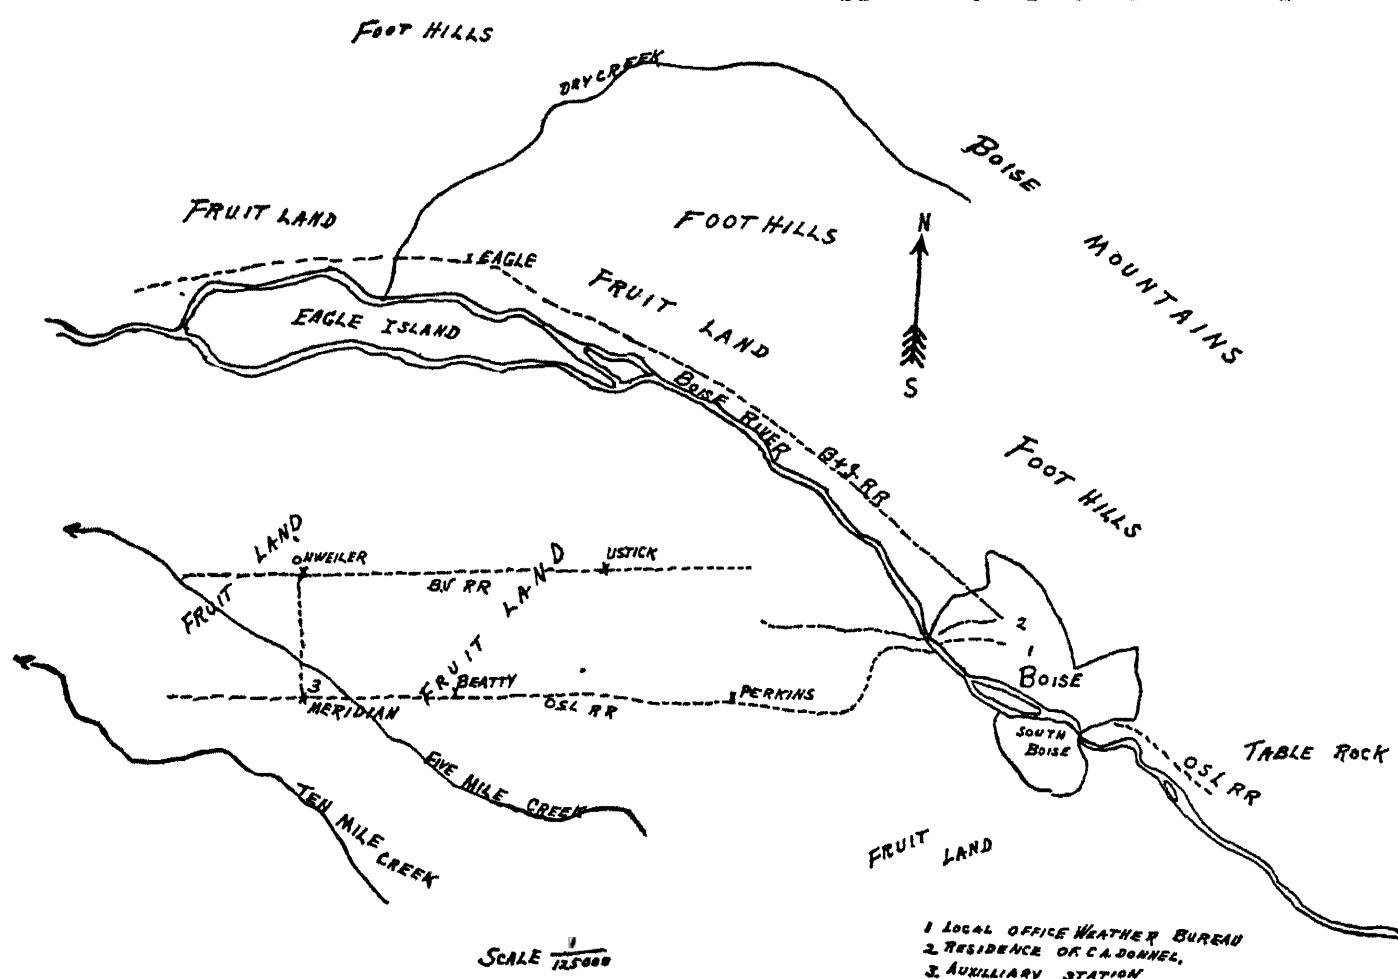 FOOT HILLS
DRY CREEK
BOISE
MOUNTAINS
FRUIT LAND
FOOT HILLS
N
S
EAGLE
FRUIT LAND
EAGLE ISLAND
BOISE RIVER
FOOT HILLS
B&I RR
FRUIT LAND
ONWEILER
USTICK
B.V RR
FRUIT LAND
2
1
BOISE
3
MERIDIAN
BEATTY
O.S.L RR
PERKINS
SOUTH
BOISE
TABLE ROCK
OSL RR
FIVE MILE CREEK
TEN MILE
CREEK
FRUIT LAND
SCALE 1/125000
1 LOCAL OFFICE WEATHER BUREAU
2 RESIDENCE OF C.A. DONNEL,
3 AUXILLIARY STATION